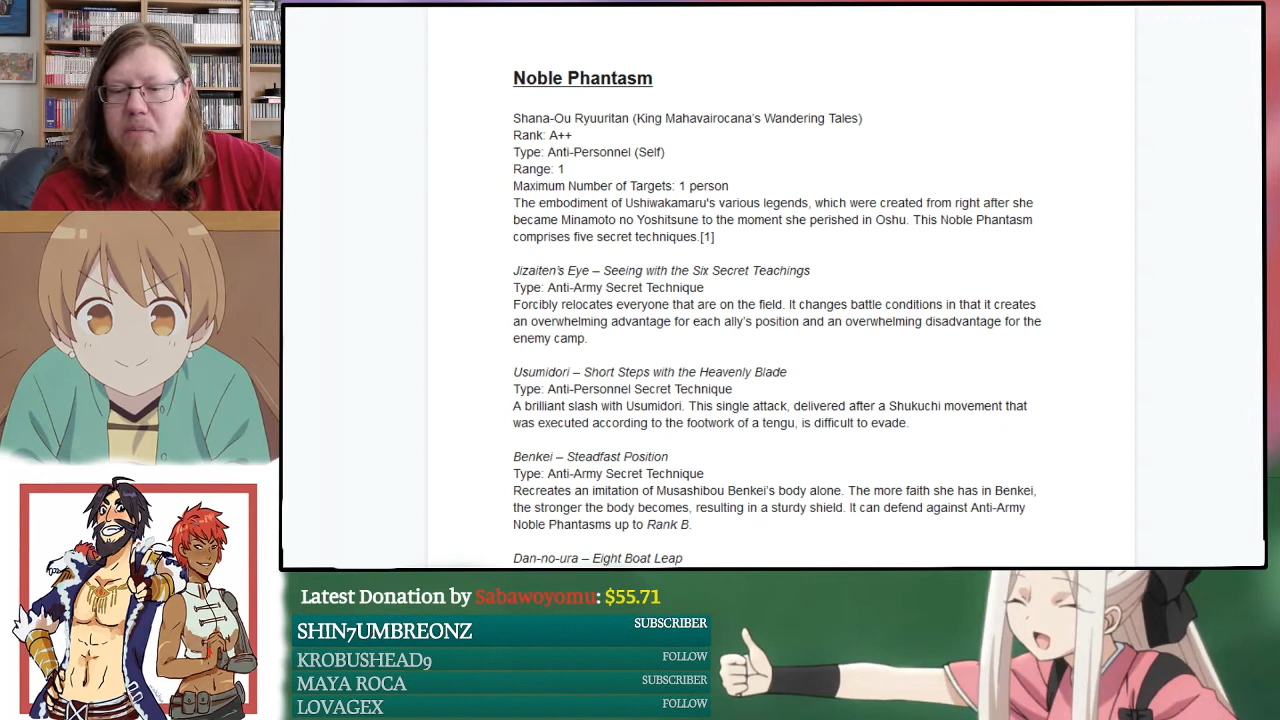 Noble Phantasm
Shana-Ou Ryuuritan (King Mahavairocana's Wandering Tales)
Rank: A++
Type: Anti-Personnel (Self)
Range: 1
Maximum Number of Targets: 1 person
The embodiment of Ushiwakamaru's various legends, which were created from right after she
became Minamoto no Yoshitsune to the moment she perished in Oshu. This Noble Phantasm
comprises five secret techniques.[1]
Jizaiten's Eye – Seeing with the Six Secret Teachings
Type: Anti-Army Secret Technique
Forcibly relocates everyone that are on the field. It changes battle conditions in that it creates
an overwhelming advantage for each ally's position and an overwhelming disadvantage for the
enemy camp.
Usumidori – Short Steps with the Heavenly Blade
Type: Anti-Personnel Secret Technique
A brilliant slash with Usumidori. This single attack, delivered after a Shukuchi movement that
was executed according to the footwork of a tengu, is difficult to evade.
Benkei – Steadfast Position
Type: Anti-Army Secret Technique
Recreates an imitation of Musashibou Benkei's body alone. The more faith she has in Benkei,
the stronger the body becomes, resulting in a sturdy shield. It can defend against Anti-Army
Noble Phantasms up to Rank B.
Dan-no-ura – Eight Boat Leap
Latest Donation by Sabawoyomu: $55.71
SHIN7UMBREONZ SUBSCRIBER
KROBUSHEAD9 FOLLOW
MAYA ROCA SUBSCRIBER
LOVAGEX FOLLOW